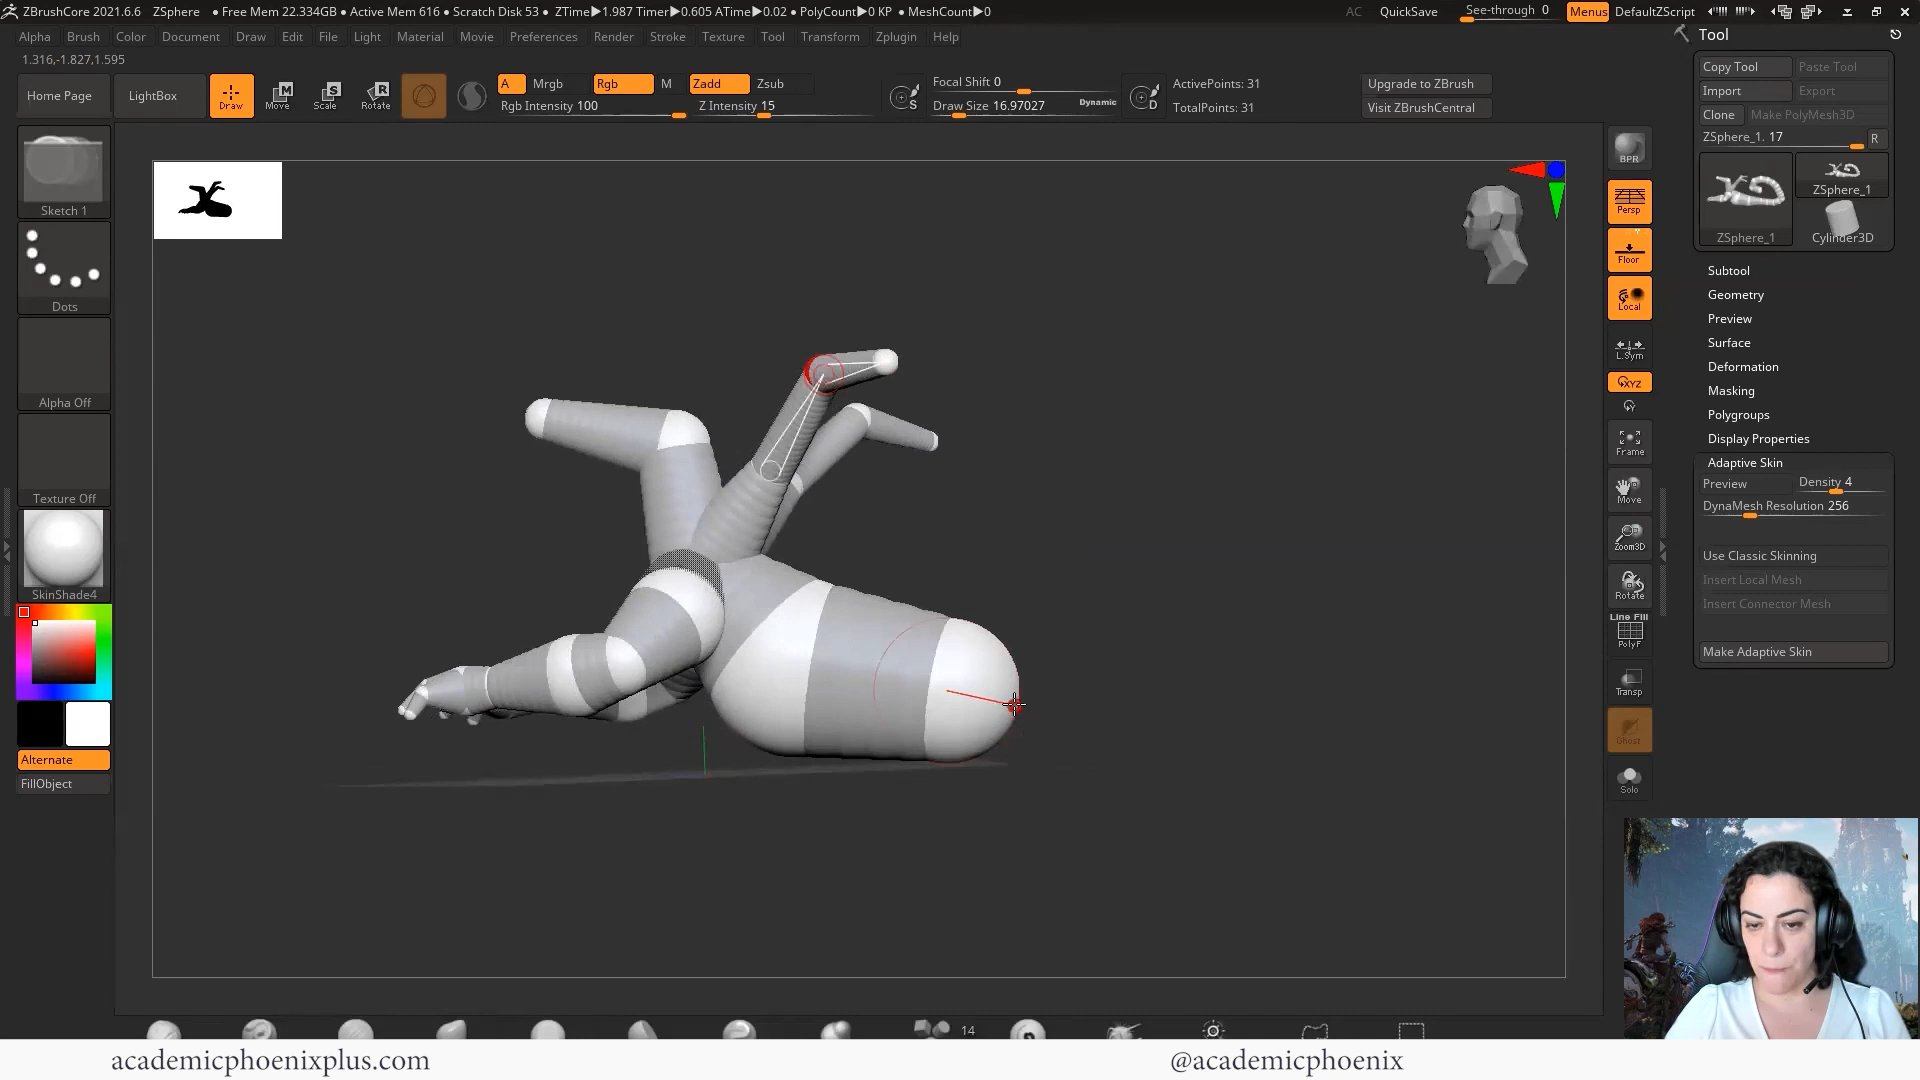 ZBrushCore 2021.6.6 ZSphere ● Free Mem 22.334GB ● Active Mem 616 ● Scratch Disk 53 ● ZTime▶1.987 Timer▶0.605 ATime▶0.02 ● PolyCount▶0 KP ● MeshCount▶0 AC QuickSave See-through 0 Menus DefaultZScript
Alpha Brush Color Document Draw Edit File Light Material Movie Preferences Render Stroke Texture Tool Transform Zplugin Help
1.316,-1.827,1.595
Home Page
LightBox
Draw
Move
Scale
Rotate
A Mrgb Rgb M Zadd Zsub
Rgb Intensity 100 Z Intensity 15
S
Focal Shift 0
Draw Size 16.97027 Dynamic
D
ActivePoints: 31
TotalPoints: 31
Upgrade to ZBrush
Visit ZBrushCentral
Sketch 1
Dots
Alpha Off
Texture Off
SkinShade4
Alternate
FillObject
BPR
Persp
Floor
Local
L.Sym
XYZ
Y
Frame
Move
Zoom3D
Rotate
Line Fill
PolyF
Transp
Ghost
Solo
Tool
Copy Tool Paste Tool
Import Export
Clone Make PolyMesh3D
ZSphere_1. 17 R
ZSphere_1
ZSphere_1
Cylinder3D
Subtool
Geometry
Preview
Surface
Deformation
Masking
Polygroups
Display Properties
Adaptive Skin
Preview Density 4
DynaMesh Resolution 256
Use Classic Skinning
Insert Local Mesh
Insert Connector Mesh
Make Adaptive Skin
14
academicphoenixplus.com
@academicphoenix